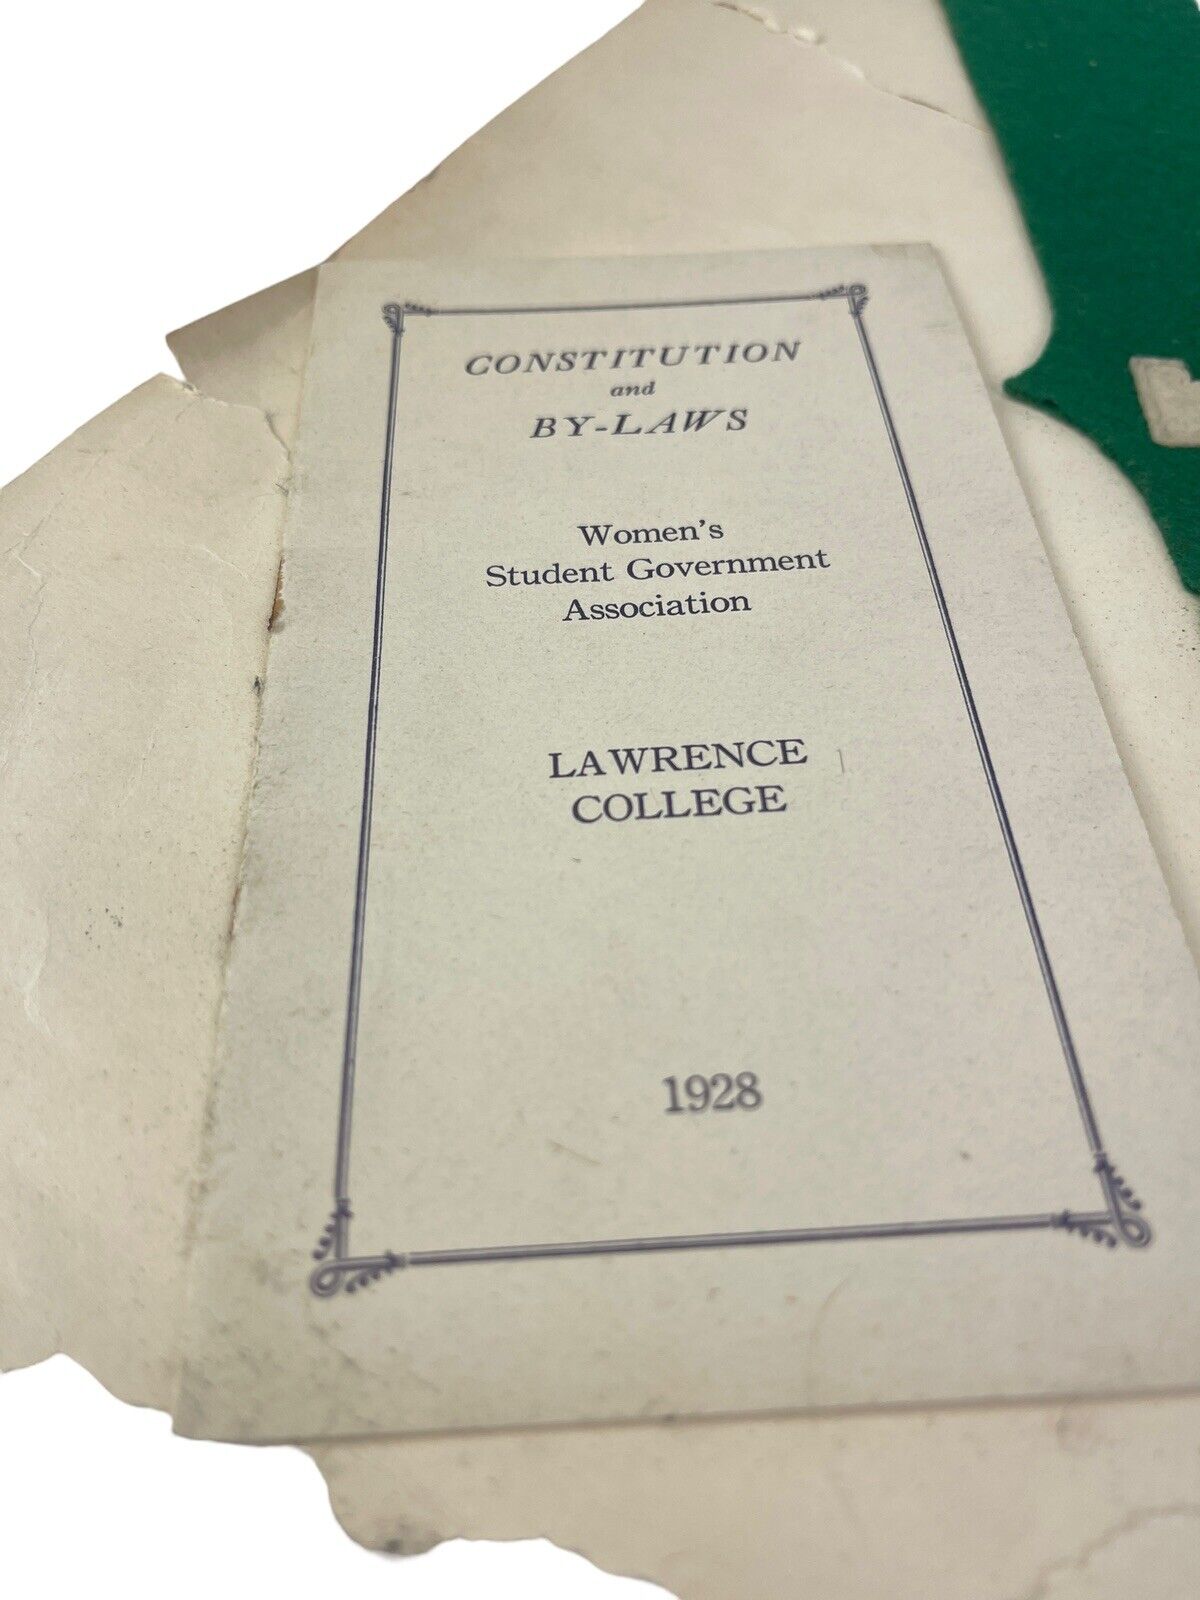 CONSTITUTION
and
BY-LAWS
Women's
Student Government
Association
LAWRENCE
COLLEGE
1928